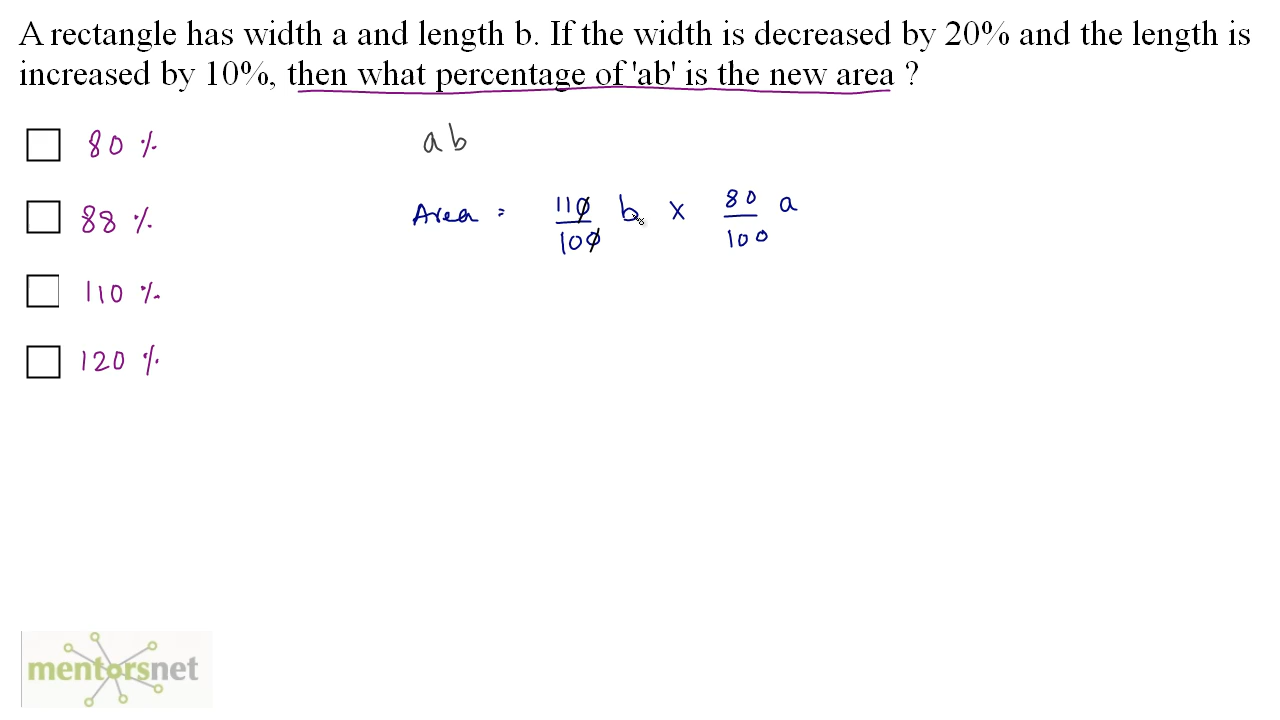 A rectangle has width a and length b. If the width is decreased by 20% and the length is
increased by 10%, then what percentage of 'ab' is the new area ?
80 %
ab
88 %
Area = 110/100 b x 80/100 a
110 %
120 %
mentorsnet